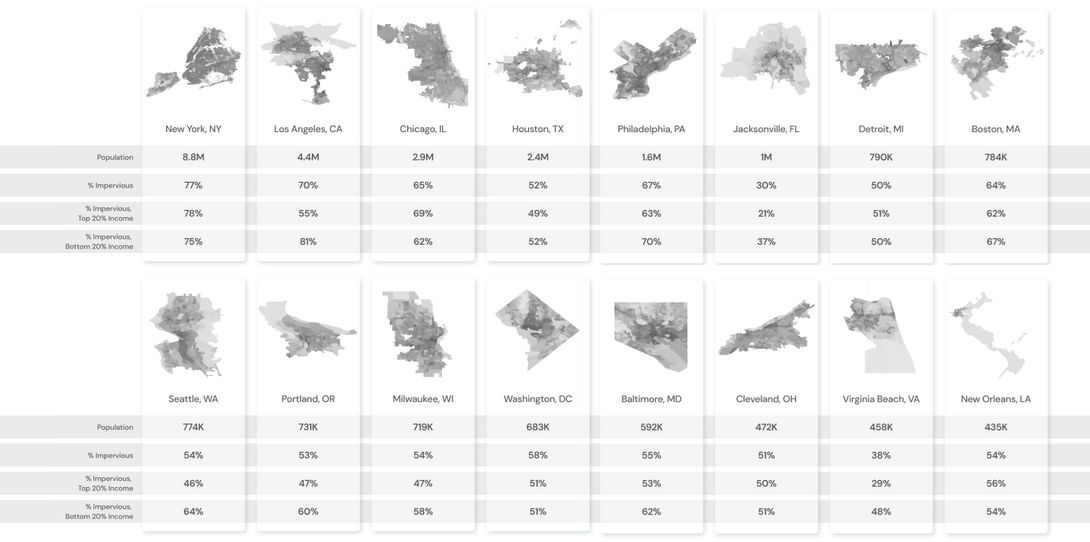 New York, NY Los Angeles, CA Chicago, IL Houston, TX Philadelphia, PA Jacksonville, FL Detroit, MI Boston, MA
Population 8.8M 4.4M 2.9M 2.4M 1.6M 1M 790K 784K
% Impervious 77% 70% 65% 52% 67% 30% 50% 64%
% Impervious,
Top 20% Income 78% 55% 69% 49% 63% 21% 51% 62%
% Impervious,
Bottom 20% Income 75% 81% 62% 52% 70% 37% 50% 67%
Seattle, WA Portland, OR Milwaukee, WI Washington, DC Baltimore, MD Cleveland, OH Virginia Beach, VA New Orleans, LA
Population 774K 731K 719K 683K 592K 472K 458K 435K
% Impervious 54% 53% 54% 58% 55% 51% 38% 54%
% Impervious,
Top 20% Income 46% 47% 47% 51% 53% 50% 29% 56%
% Impervious,
Bottom 20% Income 64% 60% 58% 51% 62% 51% 48% 54%